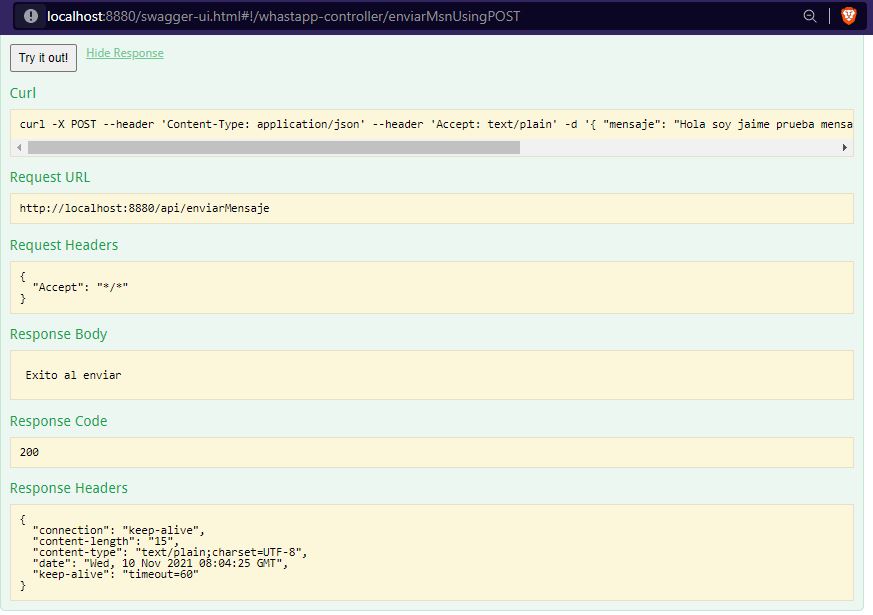 localhost:8880/swagger-ui.html#!/whastapp-controller/enviarMsnUsingPOST
Try it out! Hide Response
Curl
curl -X POST --header 'Content-Type: application/json' --header 'Accept: text/plain' -d '{ "mensaje": "Hola soy jaime prueba mensa
Request URL
http://localhost:8880/api/enviarMensaje
Request Headers
{
"Accept": "*/*"
}
Response Body
Exito al enviar
Response Code
200
Response Headers
{
"connection": "keep-alive",
"content-length": "15",
"content-type": "text/plain;charset=UTF-8",
"date": "Wed, 10 Nov 2021 08:04:25 GMT",
"keep-alive": "timeout=60"
}